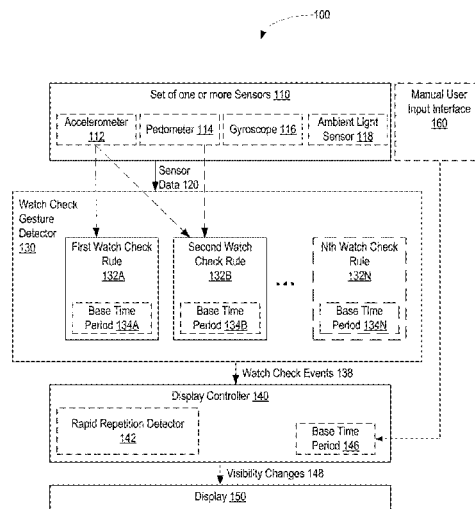 100
Set of one or more Sensors 110
Accelerometer
112
Pedometer 114
Gyroscope 116
Ambient Light
Sensor 118
Manual User
Input Interface
160
Sensor
Data 120
Watch Check
Gesture
Detector
130
First Watch Check
Rule
132A
Base Time
Period 134A
Second Watch
Check Rule
132B
Base Time
Period 134B
...
Nth Watch Check
Rule
132N
Base Time
Period 134N
Watch Check Events 138
Display Controller 140
Rapid Repetition Detector
142
Base Time
Period 146
Visibility Changes 148
Display 150